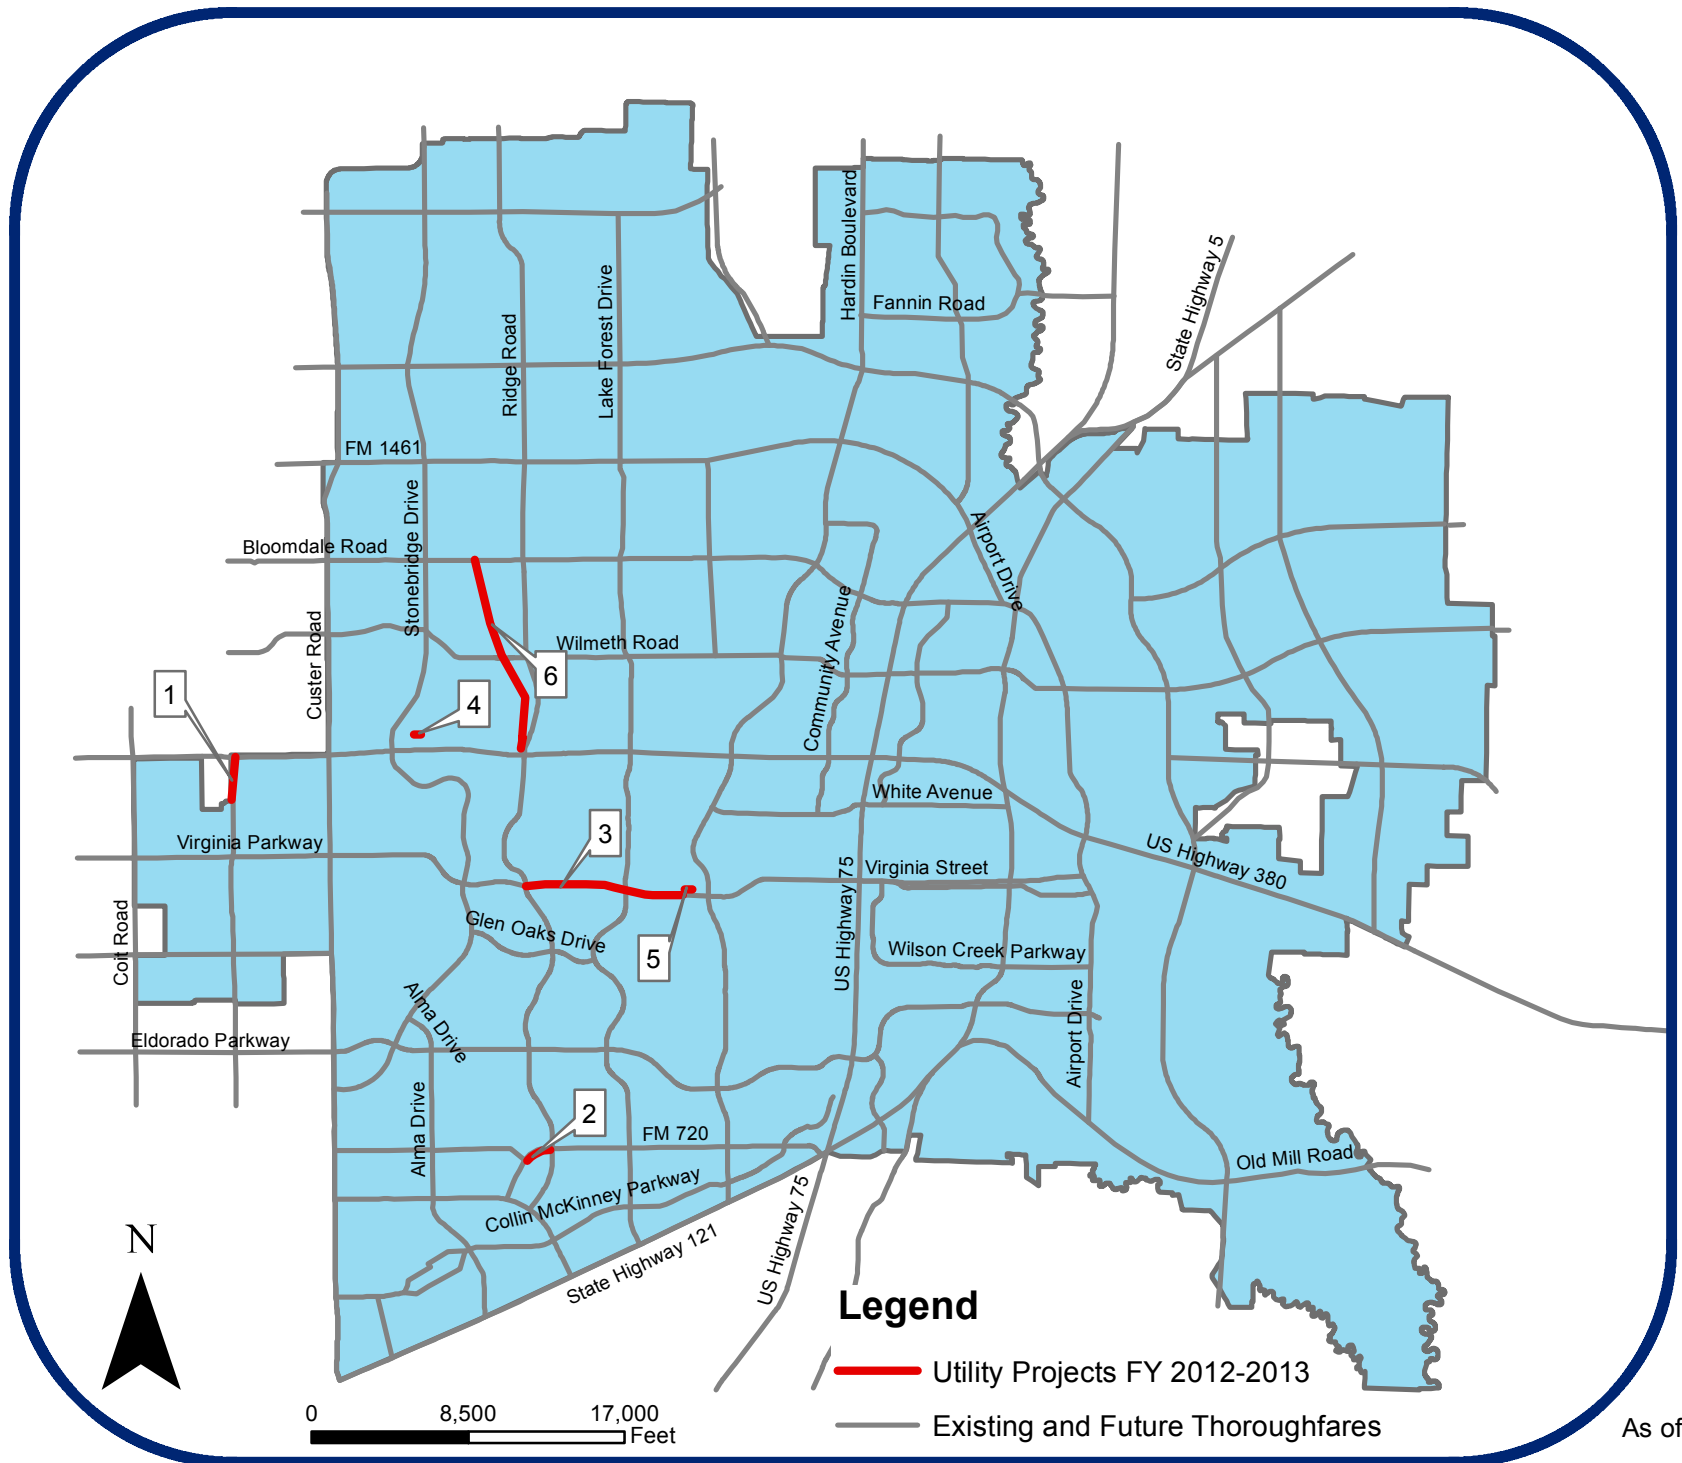 Hardin Boulevard
State Highway 5
Lake Forest Drive
Fannin Road
Ridge Road
FM 1461
Stonebridge Drive
Airport Drive
Bloomdale Road
Community Avenue
Wilmeth Road
Custer Road
6
1
4
White Avenue
3
Virginia Parkway
US Highway 380
Virginia Street
US Highway 75
Glen Oaks Drive
Coit Road
5
Wilson Creek Parkway
Alma Drive
Airport Drive
Eldorado Parkway
Alma Drive
2
FM 720
Old Mill Road
Collin McKinney Parkway
US Highway 75
State Highway 121
N
Legend
Utility Projects FY 2012-2013
0 8,500 17,000
Feet
Existing and Future Thoroughfares
As of